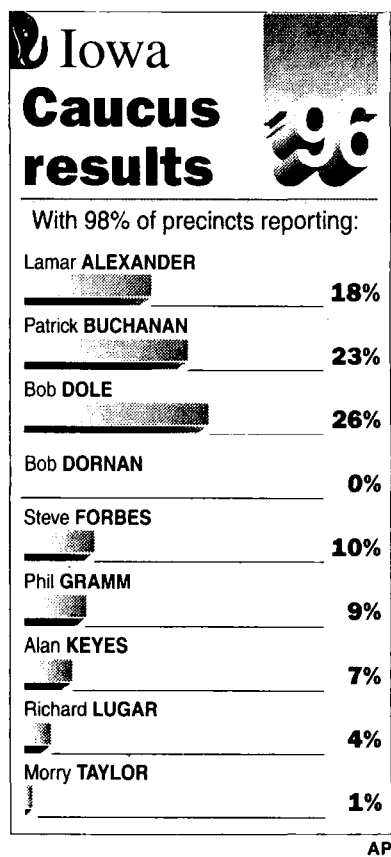 Iowa
'96
Caucus
results
With 98% of precincts reporting:
Lamar ALEXANDER
18%
Patrick BUCHANAN
23%
Bob DOLE
26%
Bob DORNAN
0%
Steve FORBES
10%
Phil GRAMM
9%
Alan KEYES
7%
Richard LUGAR
4%
Morry TAYLOR
1%
AP